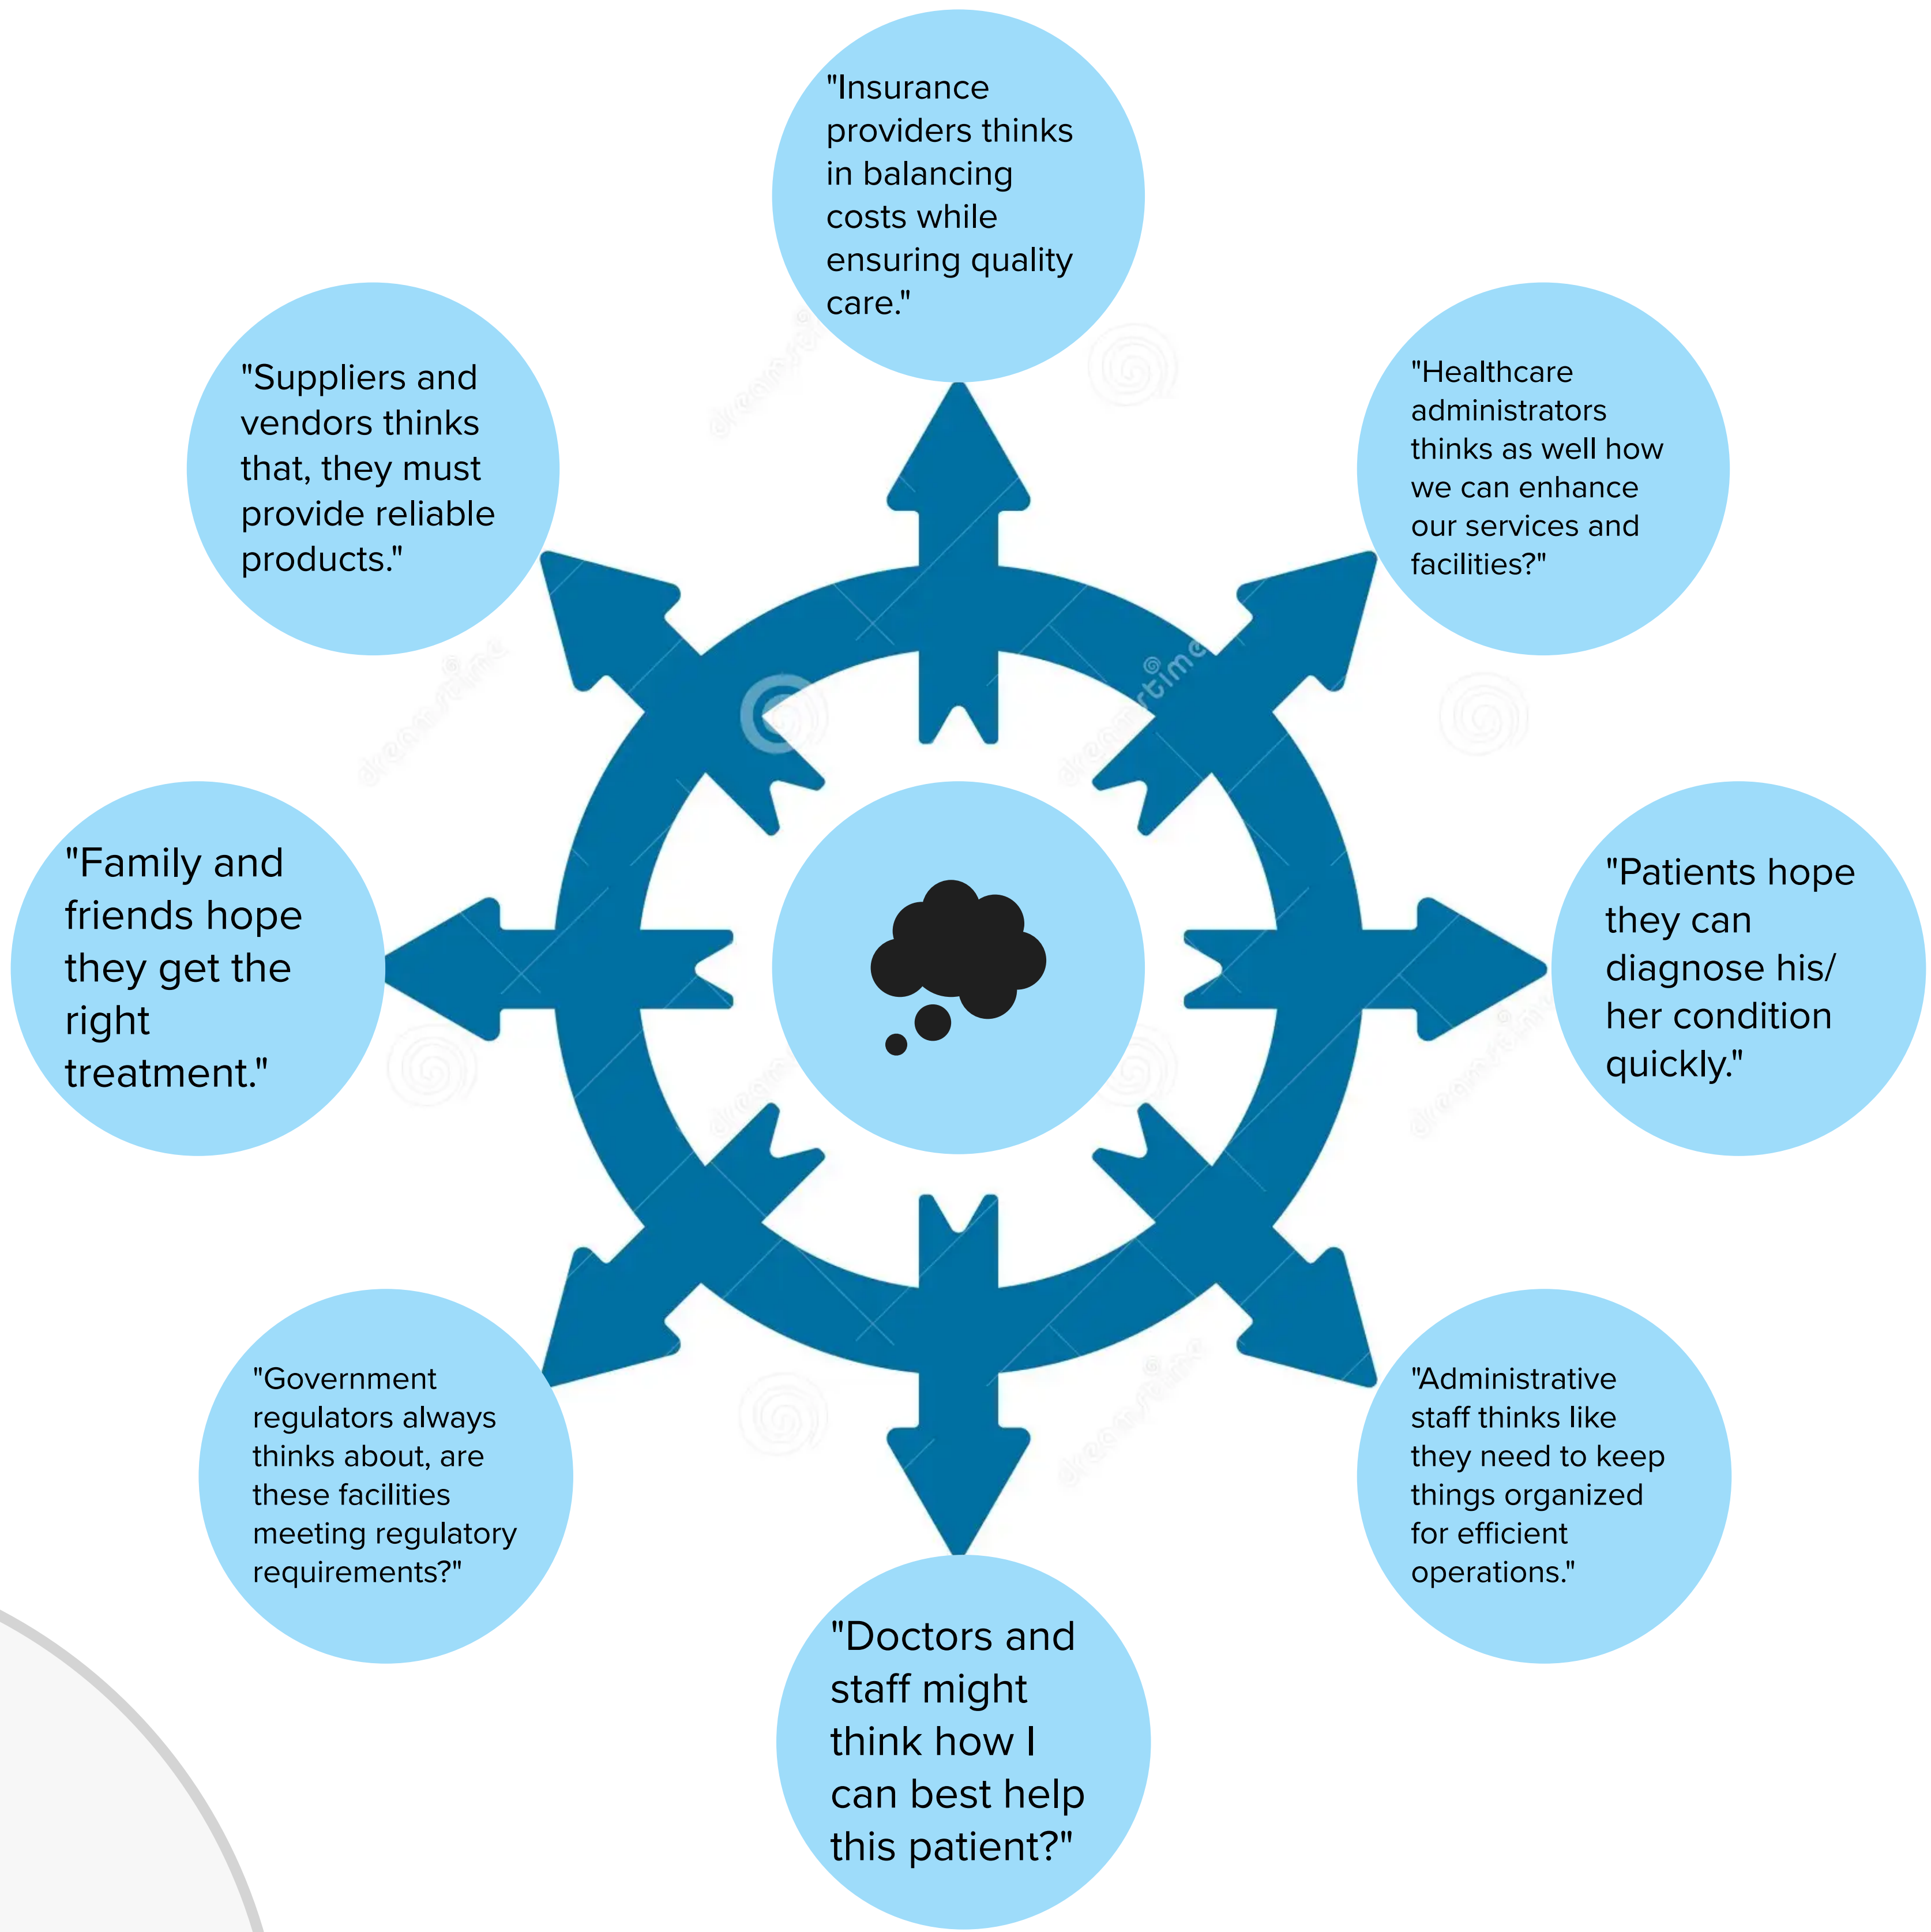 "Insurance
providers thinks
in balancing
costs while
ensuring quality
care."
"Suppliers and
vendors thinks
that, they must
provide reliable
products."
"Healthcare
administrators
thinks as well how
we can enhance
our services and
facilities?"
"Family and
friends hope
they get the
right
treatment."
"Patients hope
they can
diagnose his/
her condition
quickly."
"Government
regulators always
thinks about, are
these facilities
meeting regulatory
requirements?"
"Administrative
staff thinks like
they need to keep
things organized
for efficient
operations."
"Doctors and
staff might
think how I
can best help
this patient?"